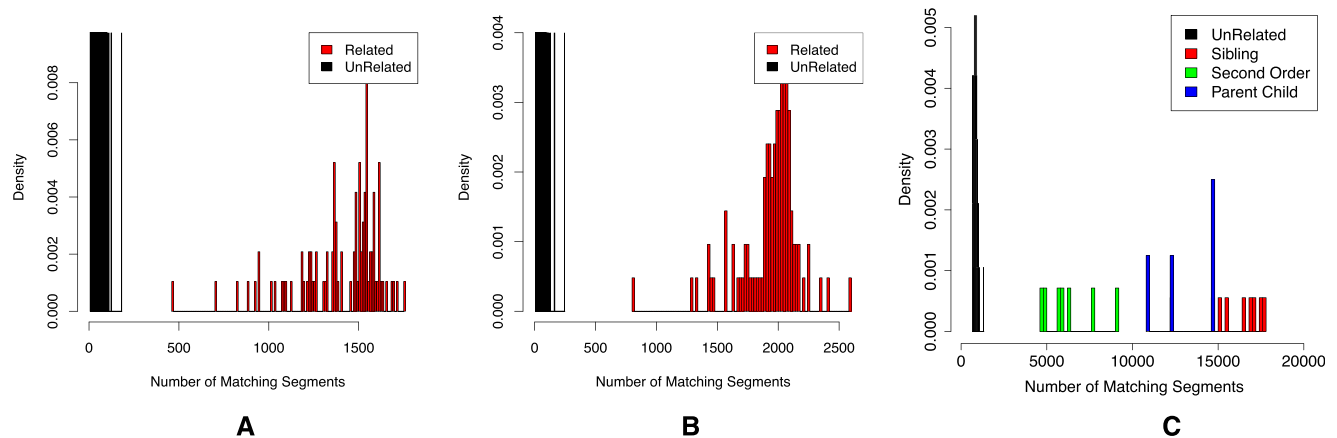 Related
UnRelated
Density
0.000 0.002 0.004 0.006 0.008
0 500 1000 1500
Number of Matching Segments
A
Related
UnRelated
Density
0.000 0.001 0.002 0.003 0.004
0 500 1000 1500 2000 2500
Number of Matching Segments
B
UnRelated
Sibling
Second Order
Parent Child
Density
0.000 0.001 0.002 0.003 0.004 0.005
0 5000 10000 15000 20000
Number of Matching Segments
C